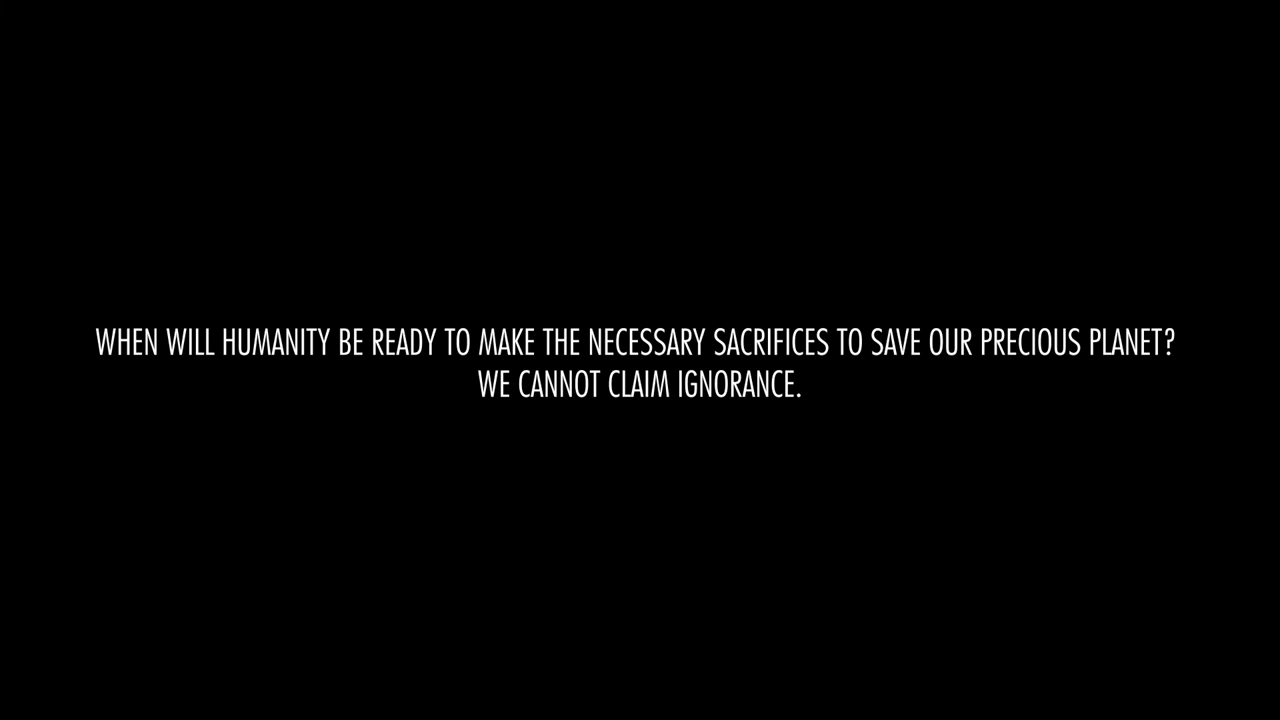 WHEN WILL HUMANITY BE READY TO MAKE THE NECESSARY SACRIFICES TO SAVE OUR PRECIOUS PLANET?
WE CANNOT CLAIM IGNORANCE.